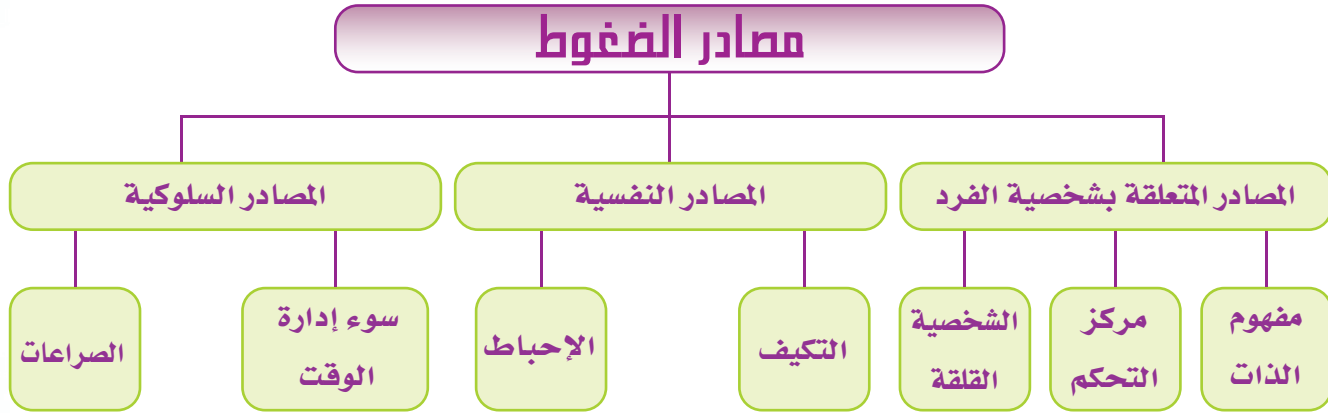 مصادر الضغوط
المصادر المتعلقة بشخصية الفرد
المصادر النفسية
المصادر السلوكية
مفهوم
الذات
مركز
التحكم
الشخصية
القلقة
التكيف
الإحباط
سوء إدارة
الوقت
الصراعات